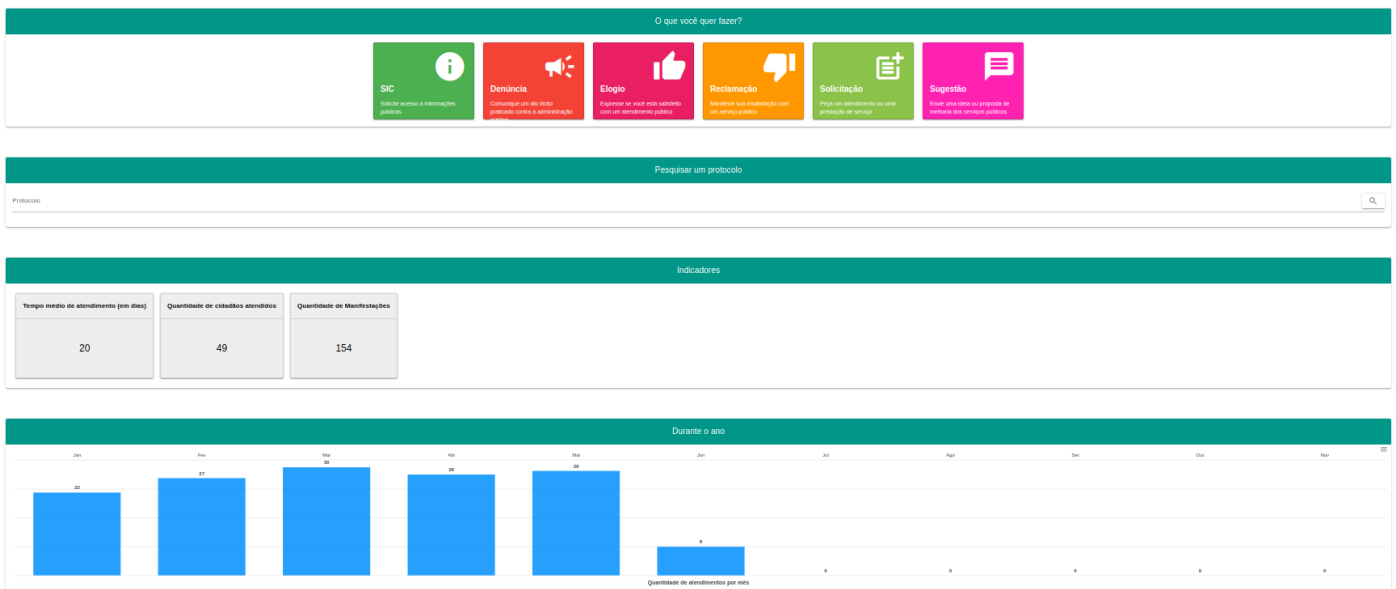 O que você quer fazer?
SIC
Solicite acesso a informações
públicas
Denúncia
Comunique um ato ilícito
praticado contra a administração
Elogio
Expresse se você está satisfeito
com um atendimento público
Reclamação
Manifeste sua insatisfação com
um serviço público
Solicitação
Peça um atendimento ou uma
prestação de serviço
Sugestão
Envie uma ideia ou proposta de
melhoria dos serviços públicos
Pesquisar um protocolo
Protocolo
Indicadores
Tempo médio de atendimento (em dias)
20
Quantidade de cidadãos atendidos
49
Quantidade de Manifestações
154
Durante o ano
Jan Fev Mar Abr Mai Jun Jul Ago Set Out Nov
23 27 30 28 29 8 0 0 0 0 0
Quantidade de atendimentos por mês